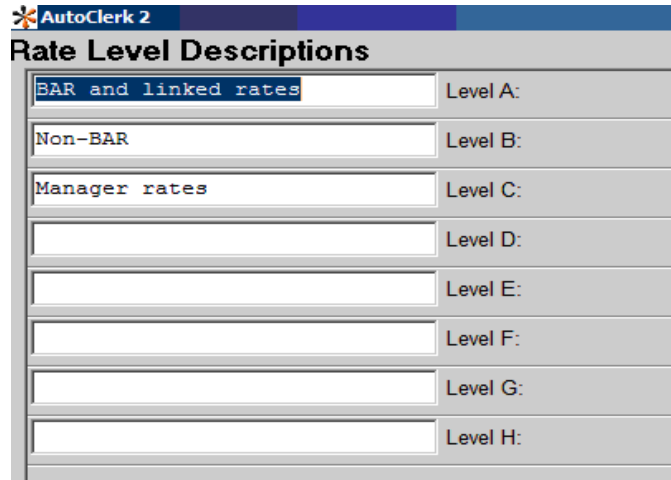 AutoClerk 2
Rate Level Descriptions
BAR and linked rates Level A:
Non-BAR Level B:
Manager rates Level C:
Level D:
Level E:
Level F:
Level G:
Level H: